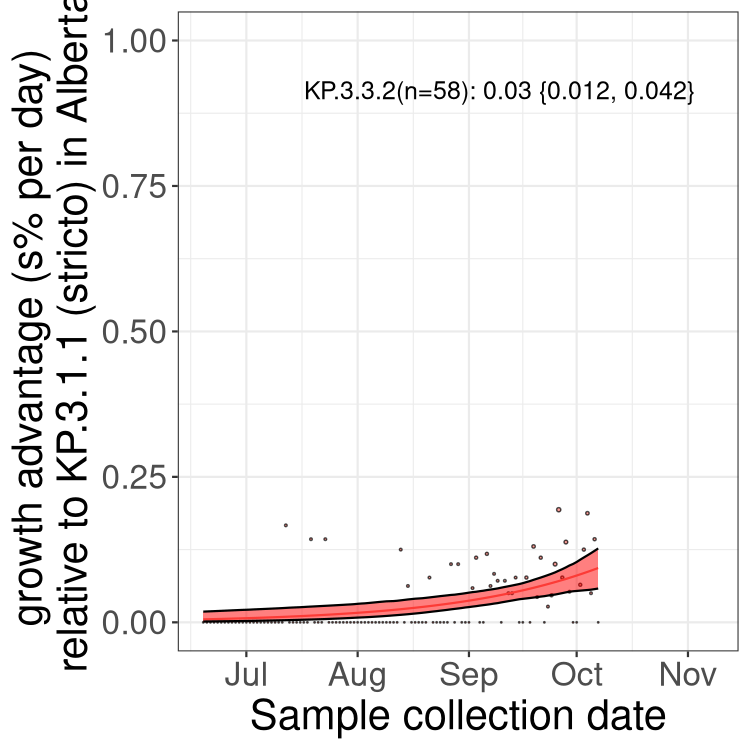 growth advantage (s% per day)
relative to KP.3.1.1 (stricto) in Alberta
1.00
0.75
0.50
0.25
0.00
KP.3.3.2(n=58): 0.03 {0.012, 0.042}
Jul Aug Sep Oct Nov
Sample collection date